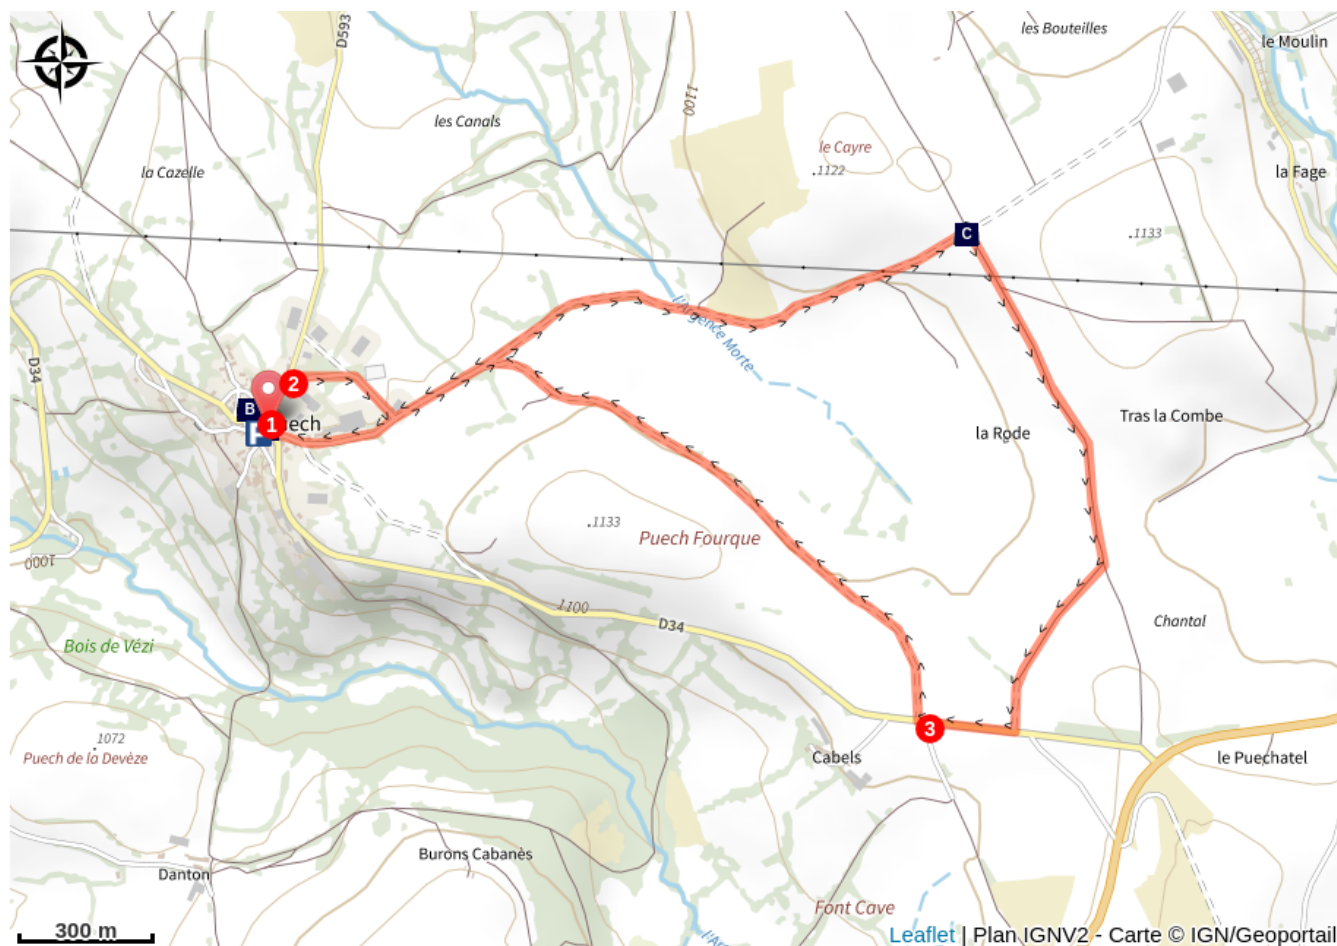 D593
les Bouteilles
le Moulin
les Canals
1100
le Cayre
.1122
la Cazelle
la Fage
C
.1133
l'Argence Morte
D34
2
B
1
P
uech
Tras la Combe
la Rode
.1133
Puech Fourque
1000
1100
D34
Chantal
Bois de Vézi
3
.1072
Puech de la Devèze
Cabels
le Puechatel
Burons Cabanès
Danton
Font Cave
300 m
l'Ar
Leaflet | Plan IGNV2 - Carte © IGN/Geoportail